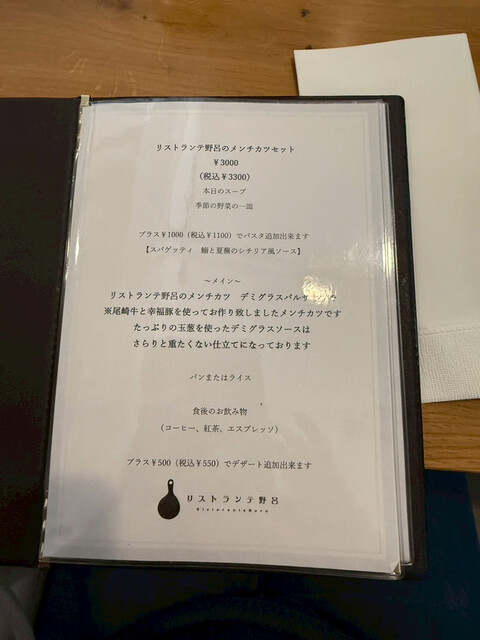 リストランテ野呂のメンチカツセット
¥3000
（税込¥3300）
本日のスープ
季節の野菜の一皿
プラス¥1000（税込¥1100）でパスタ追加出来ます
【スパゲッティ 鰯と夏蕪のシチリア風ソース】
～メイン～
リストランテ野呂のメンチカツ デミグラスバルサ
※尾崎牛と幸福豚を使ってお作り致しましたメンチカツです
たっぷりの玉葱を使ったデミグラスソースは
さらりと重たくない仕立てになっております
パンまたはライス
食後のお飲み物
（コーヒー、紅茶、エスプレッソ）
プラス¥500（税込¥550）でデザート追加出来ます
リストランテ野呂
RistoranteNoro